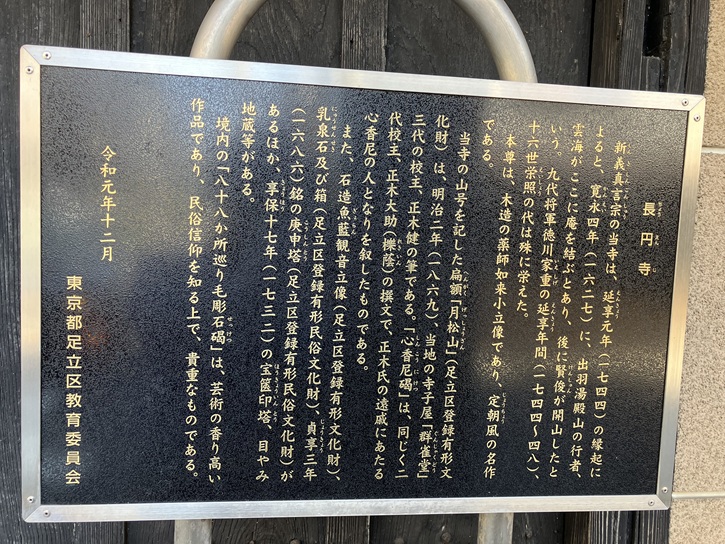 長円寺
新義真言宗の当寺は、延享元年（一七四四）の縁起に
よると、寛永四年（一六二七）に、出羽湯殿山の行者、
雲海がここに庵を結ぶとあり、後に賢俊が開山したと
いう。九代将軍徳川家重の延享年間（一七四四〜四八）、
十六世栄照の代は殊に栄えた。
本尊は、木造の薬師如来小立像であり、定朝風の名作
である。
当寺の山号を記した扁額「月松山」（足立区登録有形文
化財）は、明治二年（一八六九）、当地の寺子屋「群雀堂」
三代の校主、正木健の筆である。「心香尼碣」は、同じく二
代校主、正木大助（櫟蔭）の撰文で、正木氏の遠戚にあたる
心香尼の人となりを叙したものである。
また、石造魚藍観音立像（足立区登録有形文化財）、
乳泉石及び箱（足立区登録有形民俗文化財）、貞享三年
（一六八六）銘の庚申塔（足立区登録有形民俗文化財）が
あるほか、享保十七年（一七三二）の宝篋印塔、目やみ
地蔵等がある。
境内の「八十八か所巡り毛彫石碣」は、芸術の香り高い
作品であり、民俗信仰を知る上で、貴重なものである。
令和元年十二月
東京都足立区教育委員会